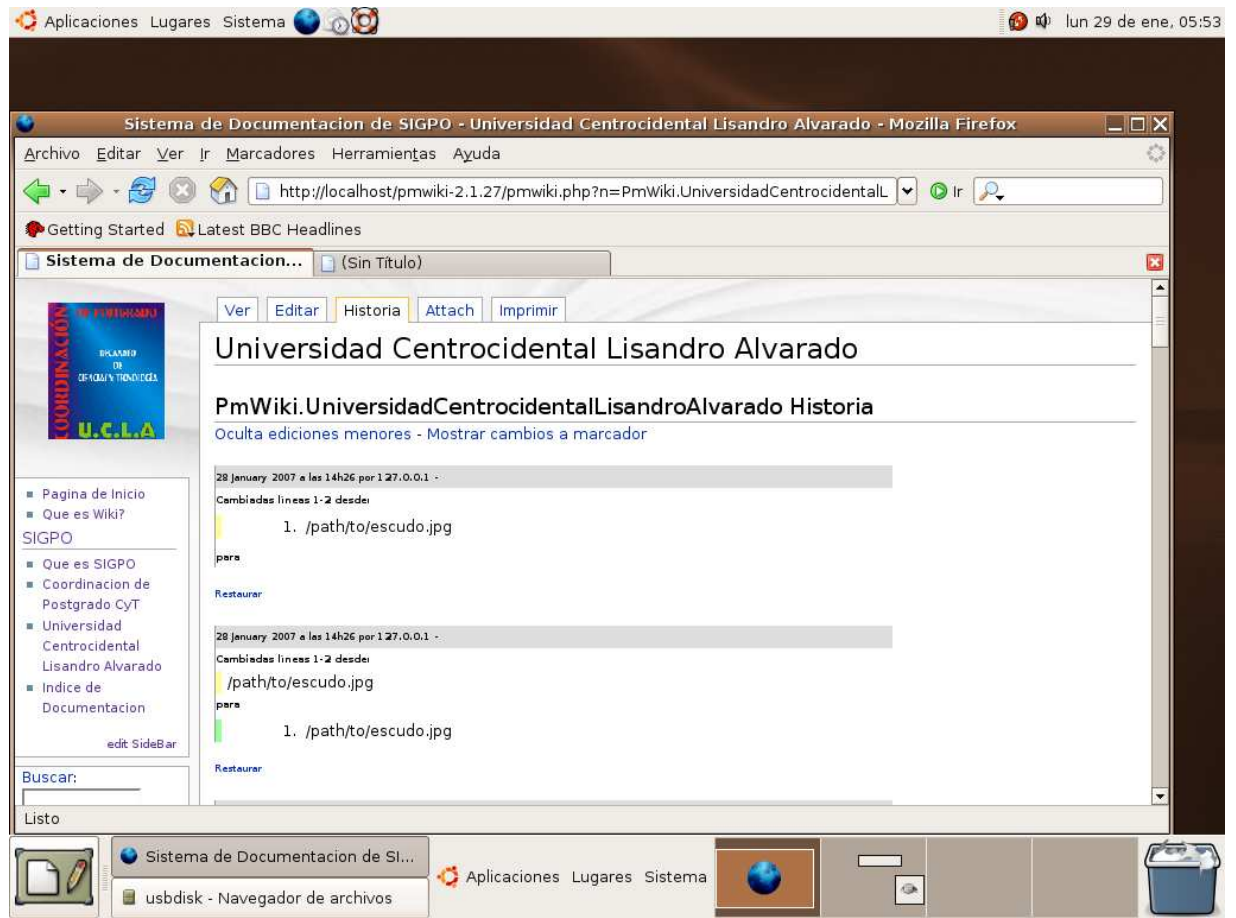 Aplicaciones Lugares Sistema
lun 29 de ene, 05:53
Sistema de Documentacion de SIGPO - Universidad Centrocidental Lisandro Alvarado - Mozilla Firefox
Archivo Editar Ver Ir Marcadores Herramientas Ayuda
http://localhost/pmwiki-2.1.27/pmwiki.php?n=PmWiki.UniversidadCentrocidentalL
Ir
Getting Started Latest BBC Headlines
Sistema de Documentacion... (Sin Título)
COORDINACIÓN
DE POSTGRADO
DE
U.C.L.A
Ver Editar Historia Attach Imprimir
Universidad Centrocidental Lisandro Alvarado
PmWiki.UniversidadCentrocidentalLisandroAlvarado Historia
Oculta ediciones menores - Mostrar cambios a marcador
28 January 2007 a las 14h26 por 127.0.0.1 -
Cambiadas lineas 1-2 desde:
1. /path/to/escudo.jpg
para
Restaurar
28 January 2007 a las 14h26 por 127.0.0.1 -
Cambiadas lineas 1-2 desde:
/path/to/escudo.jpg
para
1. /path/to/escudo.jpg
Restaurar
Pagina de Inicio
Que es Wiki?
SIGPO
Que es SIGPO
Coordinacion de
Postgrado CyT
Universidad
Centrocidental
Lisandro Alvarado
Indice de
Documentacion
edit SideBar
Buscar:
Listo
Sistema de Documentacion de SI...
usbdisk - Navegador de archivos
Aplicaciones Lugares Sistema